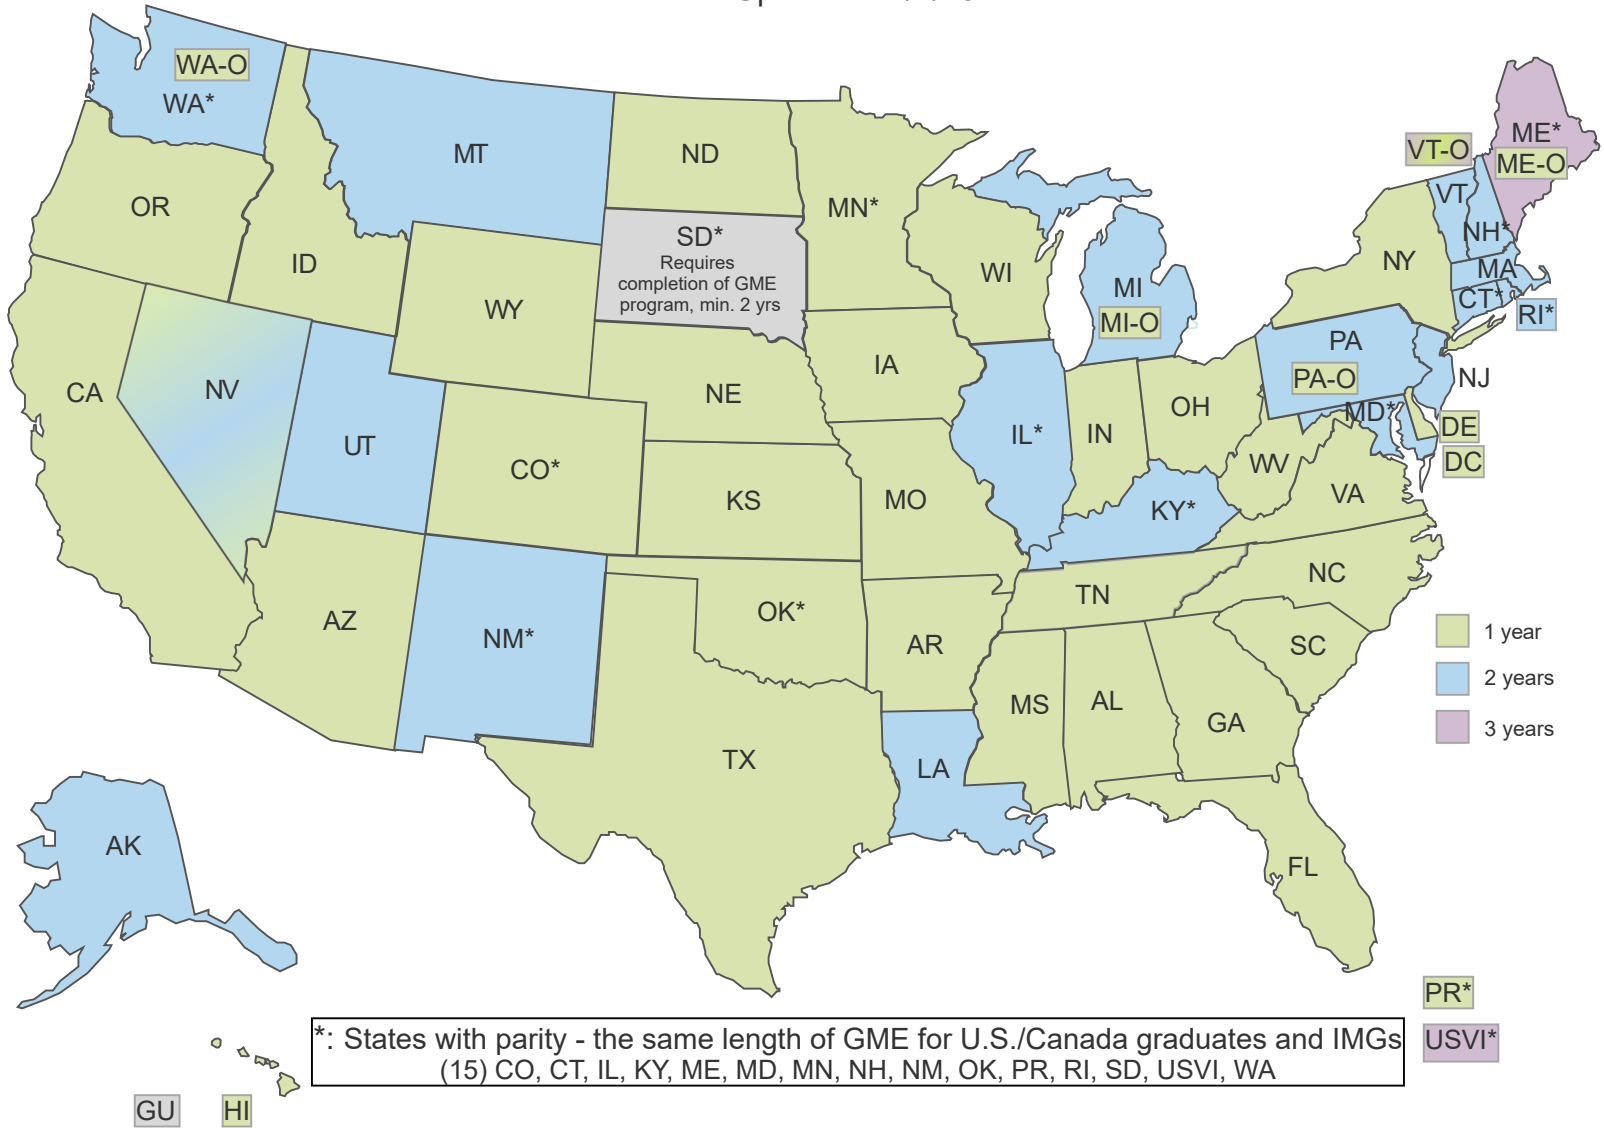 WA-O
WA*
MT
ND
MN*
OR
ID
WY
SD*
Requires
completion of GME
program, min. 2 yrs
WI
MI
MI-O
VT-O
ME*
ME-O
VT
NH*
NY
MA
CT*
RI*
CA
NV
UT
CO*
NE
KS
IA
MO
IL*
IN
OH
PA
PA-O
NJ
MD*
DE
DC
WV
VA
KY*
AZ
NM*
OK*
AR
TN
NC
SC
MS
AL
GA
TX
LA
FL
1 year
2 years
3 years
AK
GU
HI
PR*
USVI*
*: States with parity - the same length of GME for U.S./Canada graduates and IMGs
(15) CO, CT, IL, KY, ME, MD, MN, NH, NM, OK, PR, RI, SD, USVI, WA